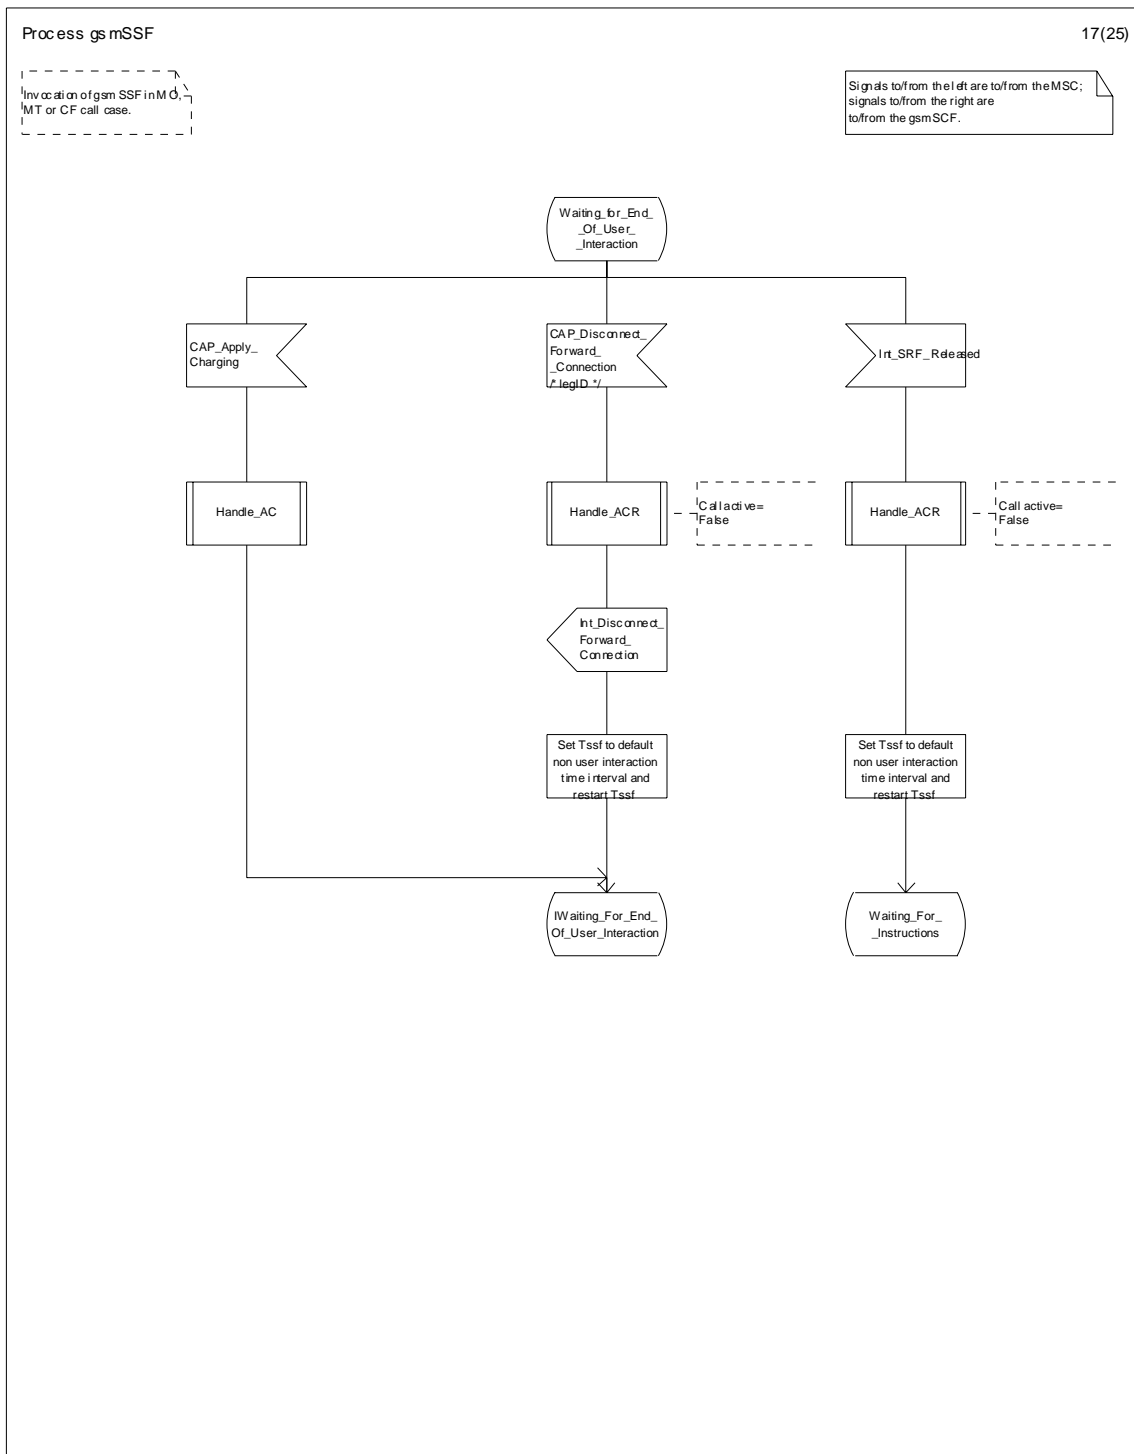 Process gsmSSF
17(25)
Invocation of gsm SSF in MO,
MT or CF call case.
Signals to/from the left are to/from the MSC;
signals to/from the right are
to/from the gsmSCF.
Waiting_for_End_
_Of_User_
_Interaction
CAP_Apply_
Charging
CAP_Disconnect_
Forward_
_Connection
/* legID */
Int_SRF_Released
Handle_AC
Handle_ACR
Call active=
False
Handle_ACR
Call active=
False
Int_Disconnect_
Forward_
Connection
Set Tssf to default
non user interaction
time interval and
restart Tssf
Set Tssf to default
non user interaction
time interval and
restart Tssf
IWaiting_For_End_
Of_User_Interaction
Waiting_For_
_Instructions